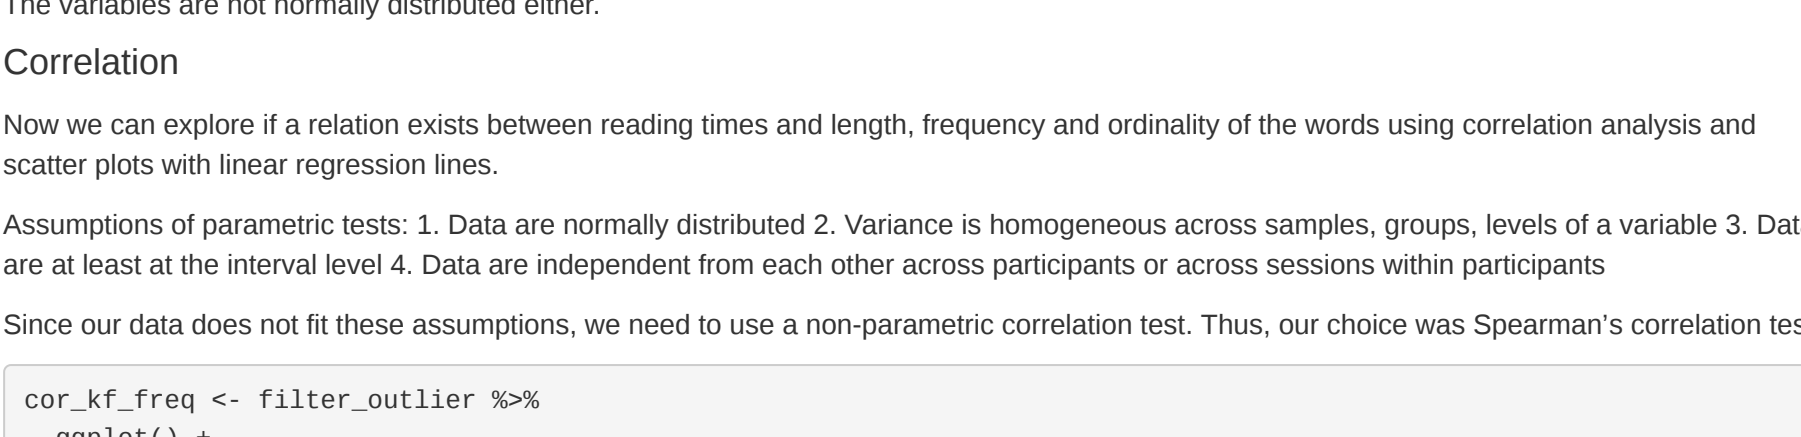 The variables are not normally distributed either.
Correlation
Now we can explore if a relation exists between reading times and length, frequency and ordinality of the words using correlation analysis and
scatter plots with linear regression lines.
Assumptions of parametric tests: 1. Data are normally distributed 2. Variance is homogeneous across samples, groups, levels of a variable 3. Data
are at least at the interval level 4. Data are independent from each other across participants or across sessions within participants
Since our data does not fit these assumptions, we need to use a non-parametric correlation test. Thus, our choice was Spearman’s correlation tes
cor_kf_freq <- filter_outlier %>%
ggplot() +